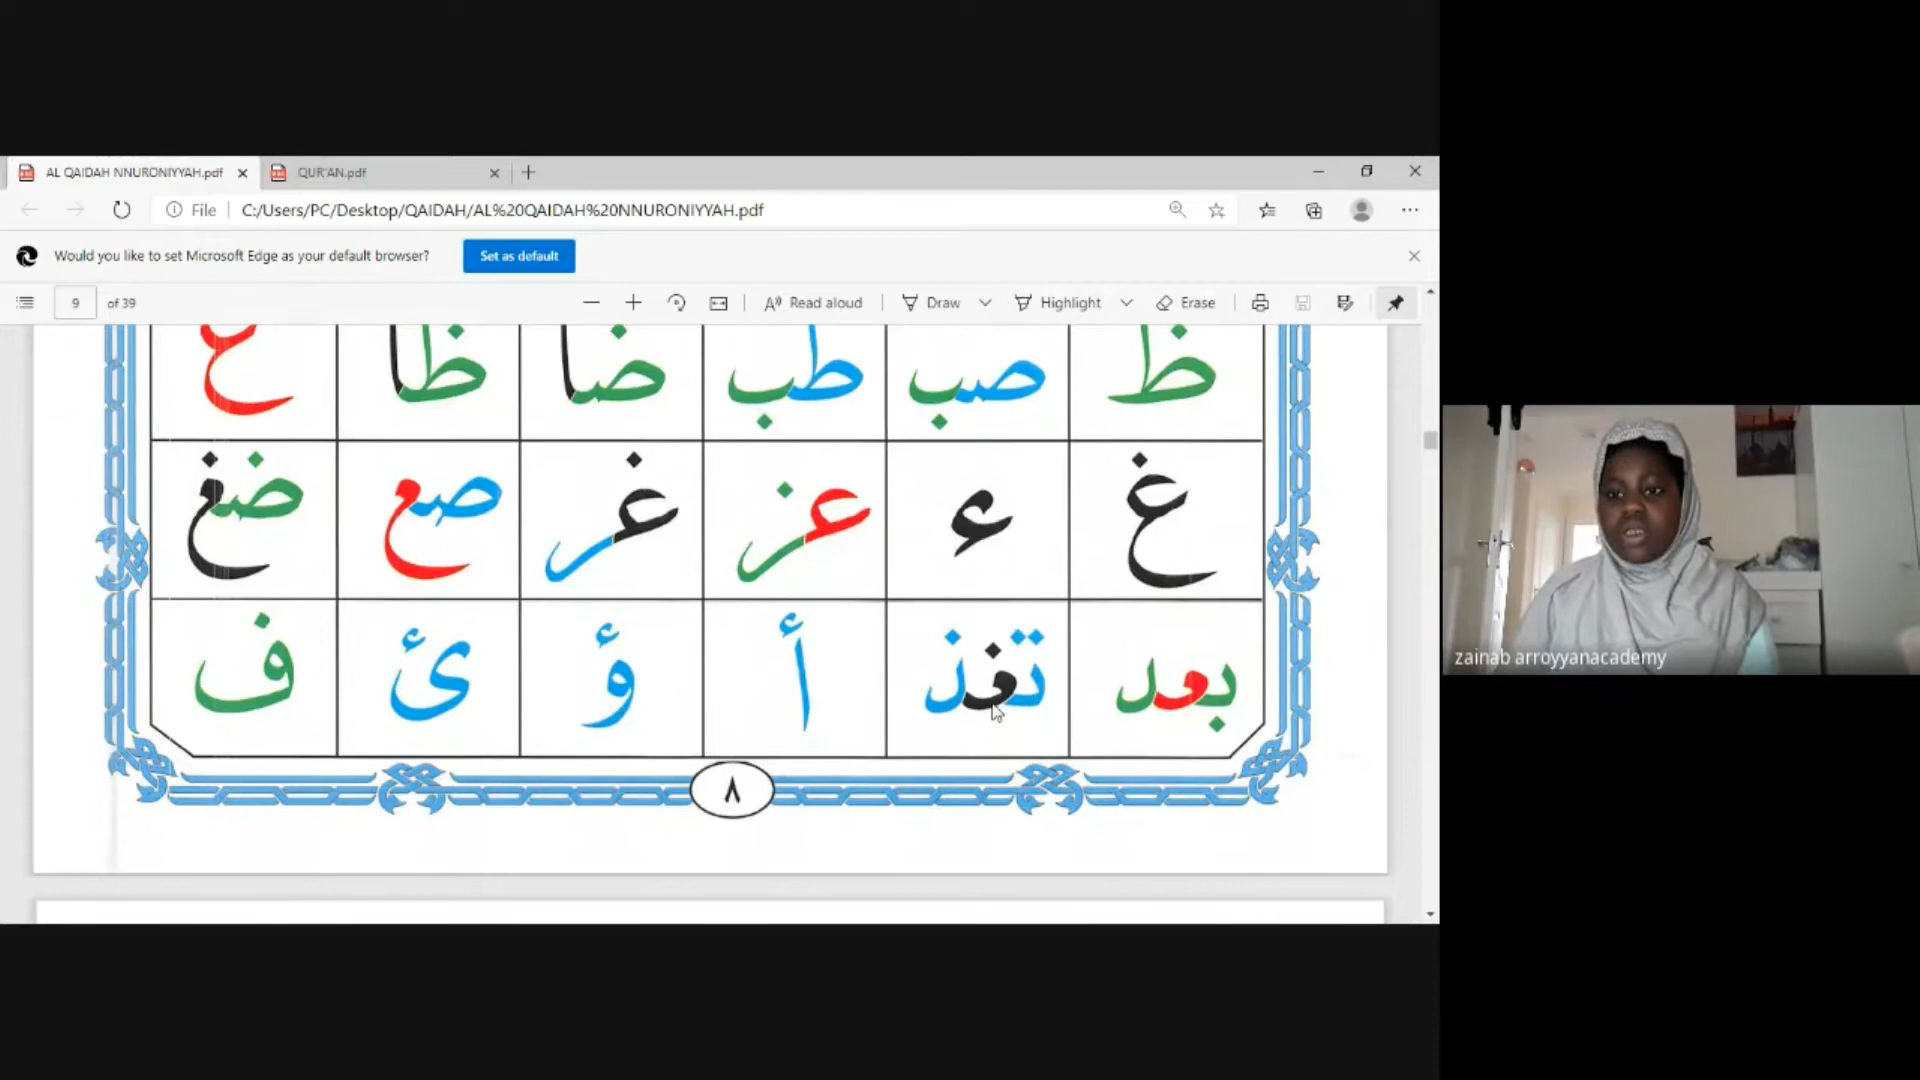 AL QAIDAH NNURONIYYAH.pdf
QUR'AN.pdf
File
C:/Users/PC/Desktop/QAIDAH/AL%20QAIDAH%20NNURONIYYAH.pdf
Would you like to set Microsoft Edge as your default browser?
Set as default
9 of 39
Read aloud
Draw
Highlight
Erase
ظ صب طب ضا ظا ع
غ ء عز غر صع ضغ
بعد تغذ أ ؤ ئ ف
٨
zainab arroyyanacademy